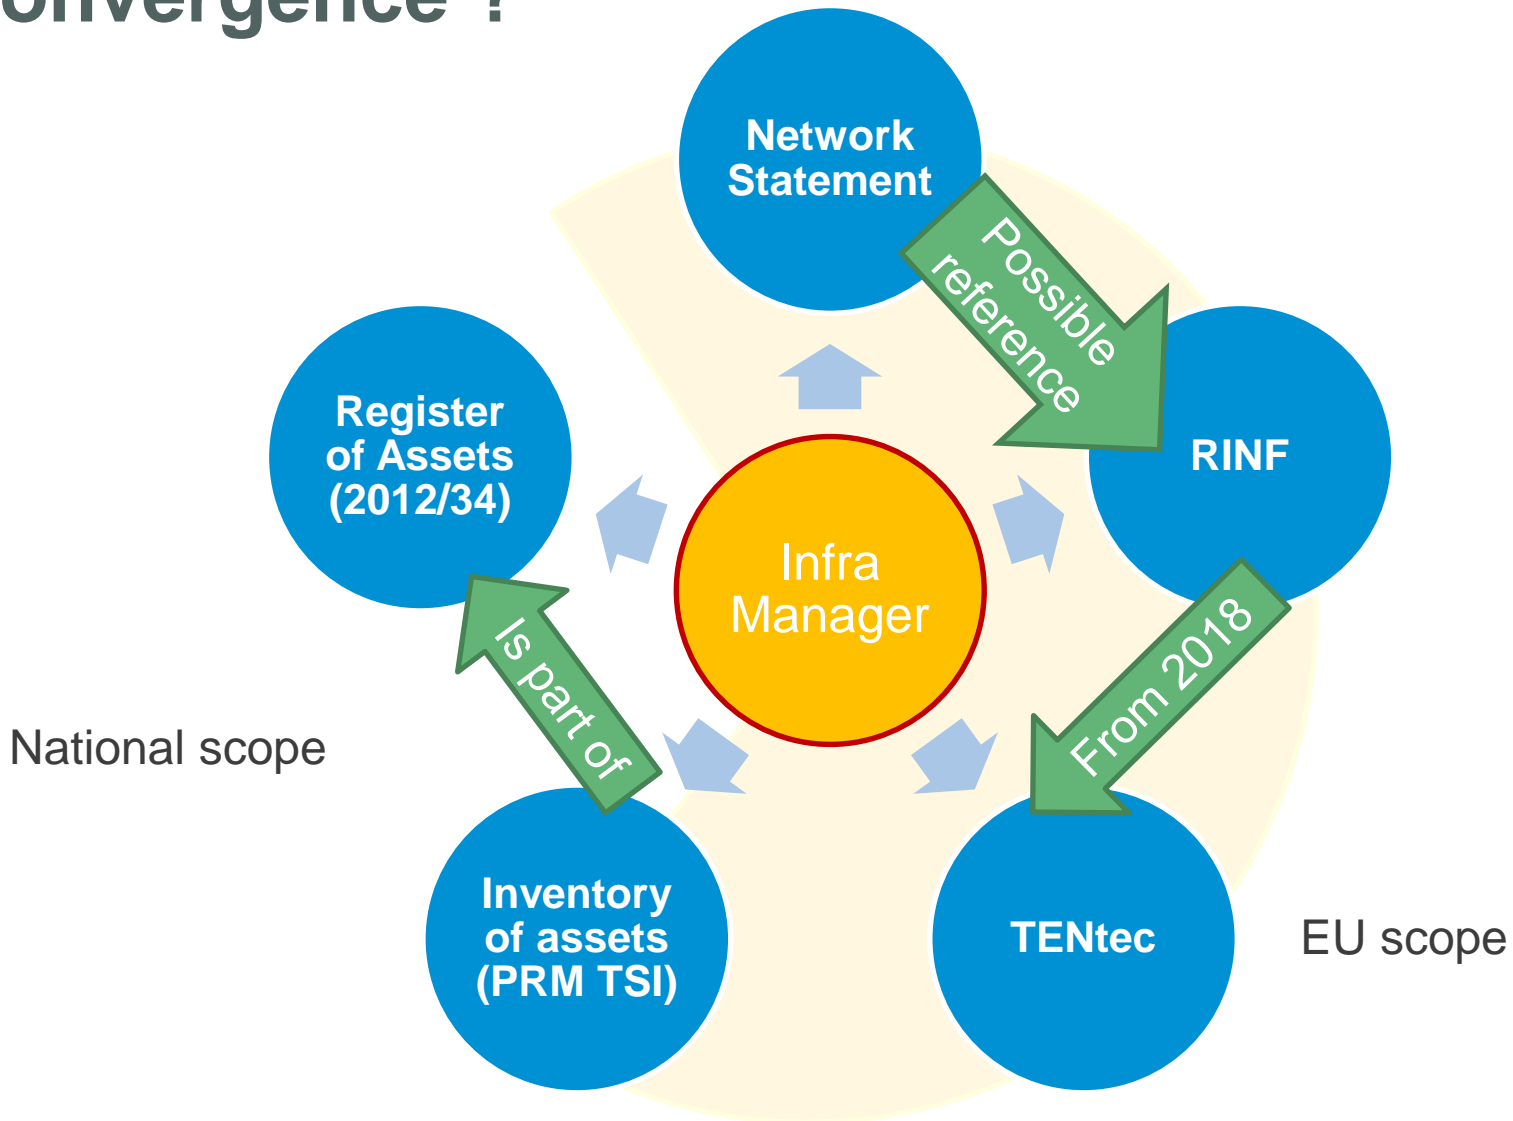 onvergence ?
Network
Statement
Possible
reference
Register
of Assets
(2012/34)
RINF
Infra
Manager
Is part of
From 2018
National scope
Inventory
of assets
(PRM TSI)
TENtec
EU scope